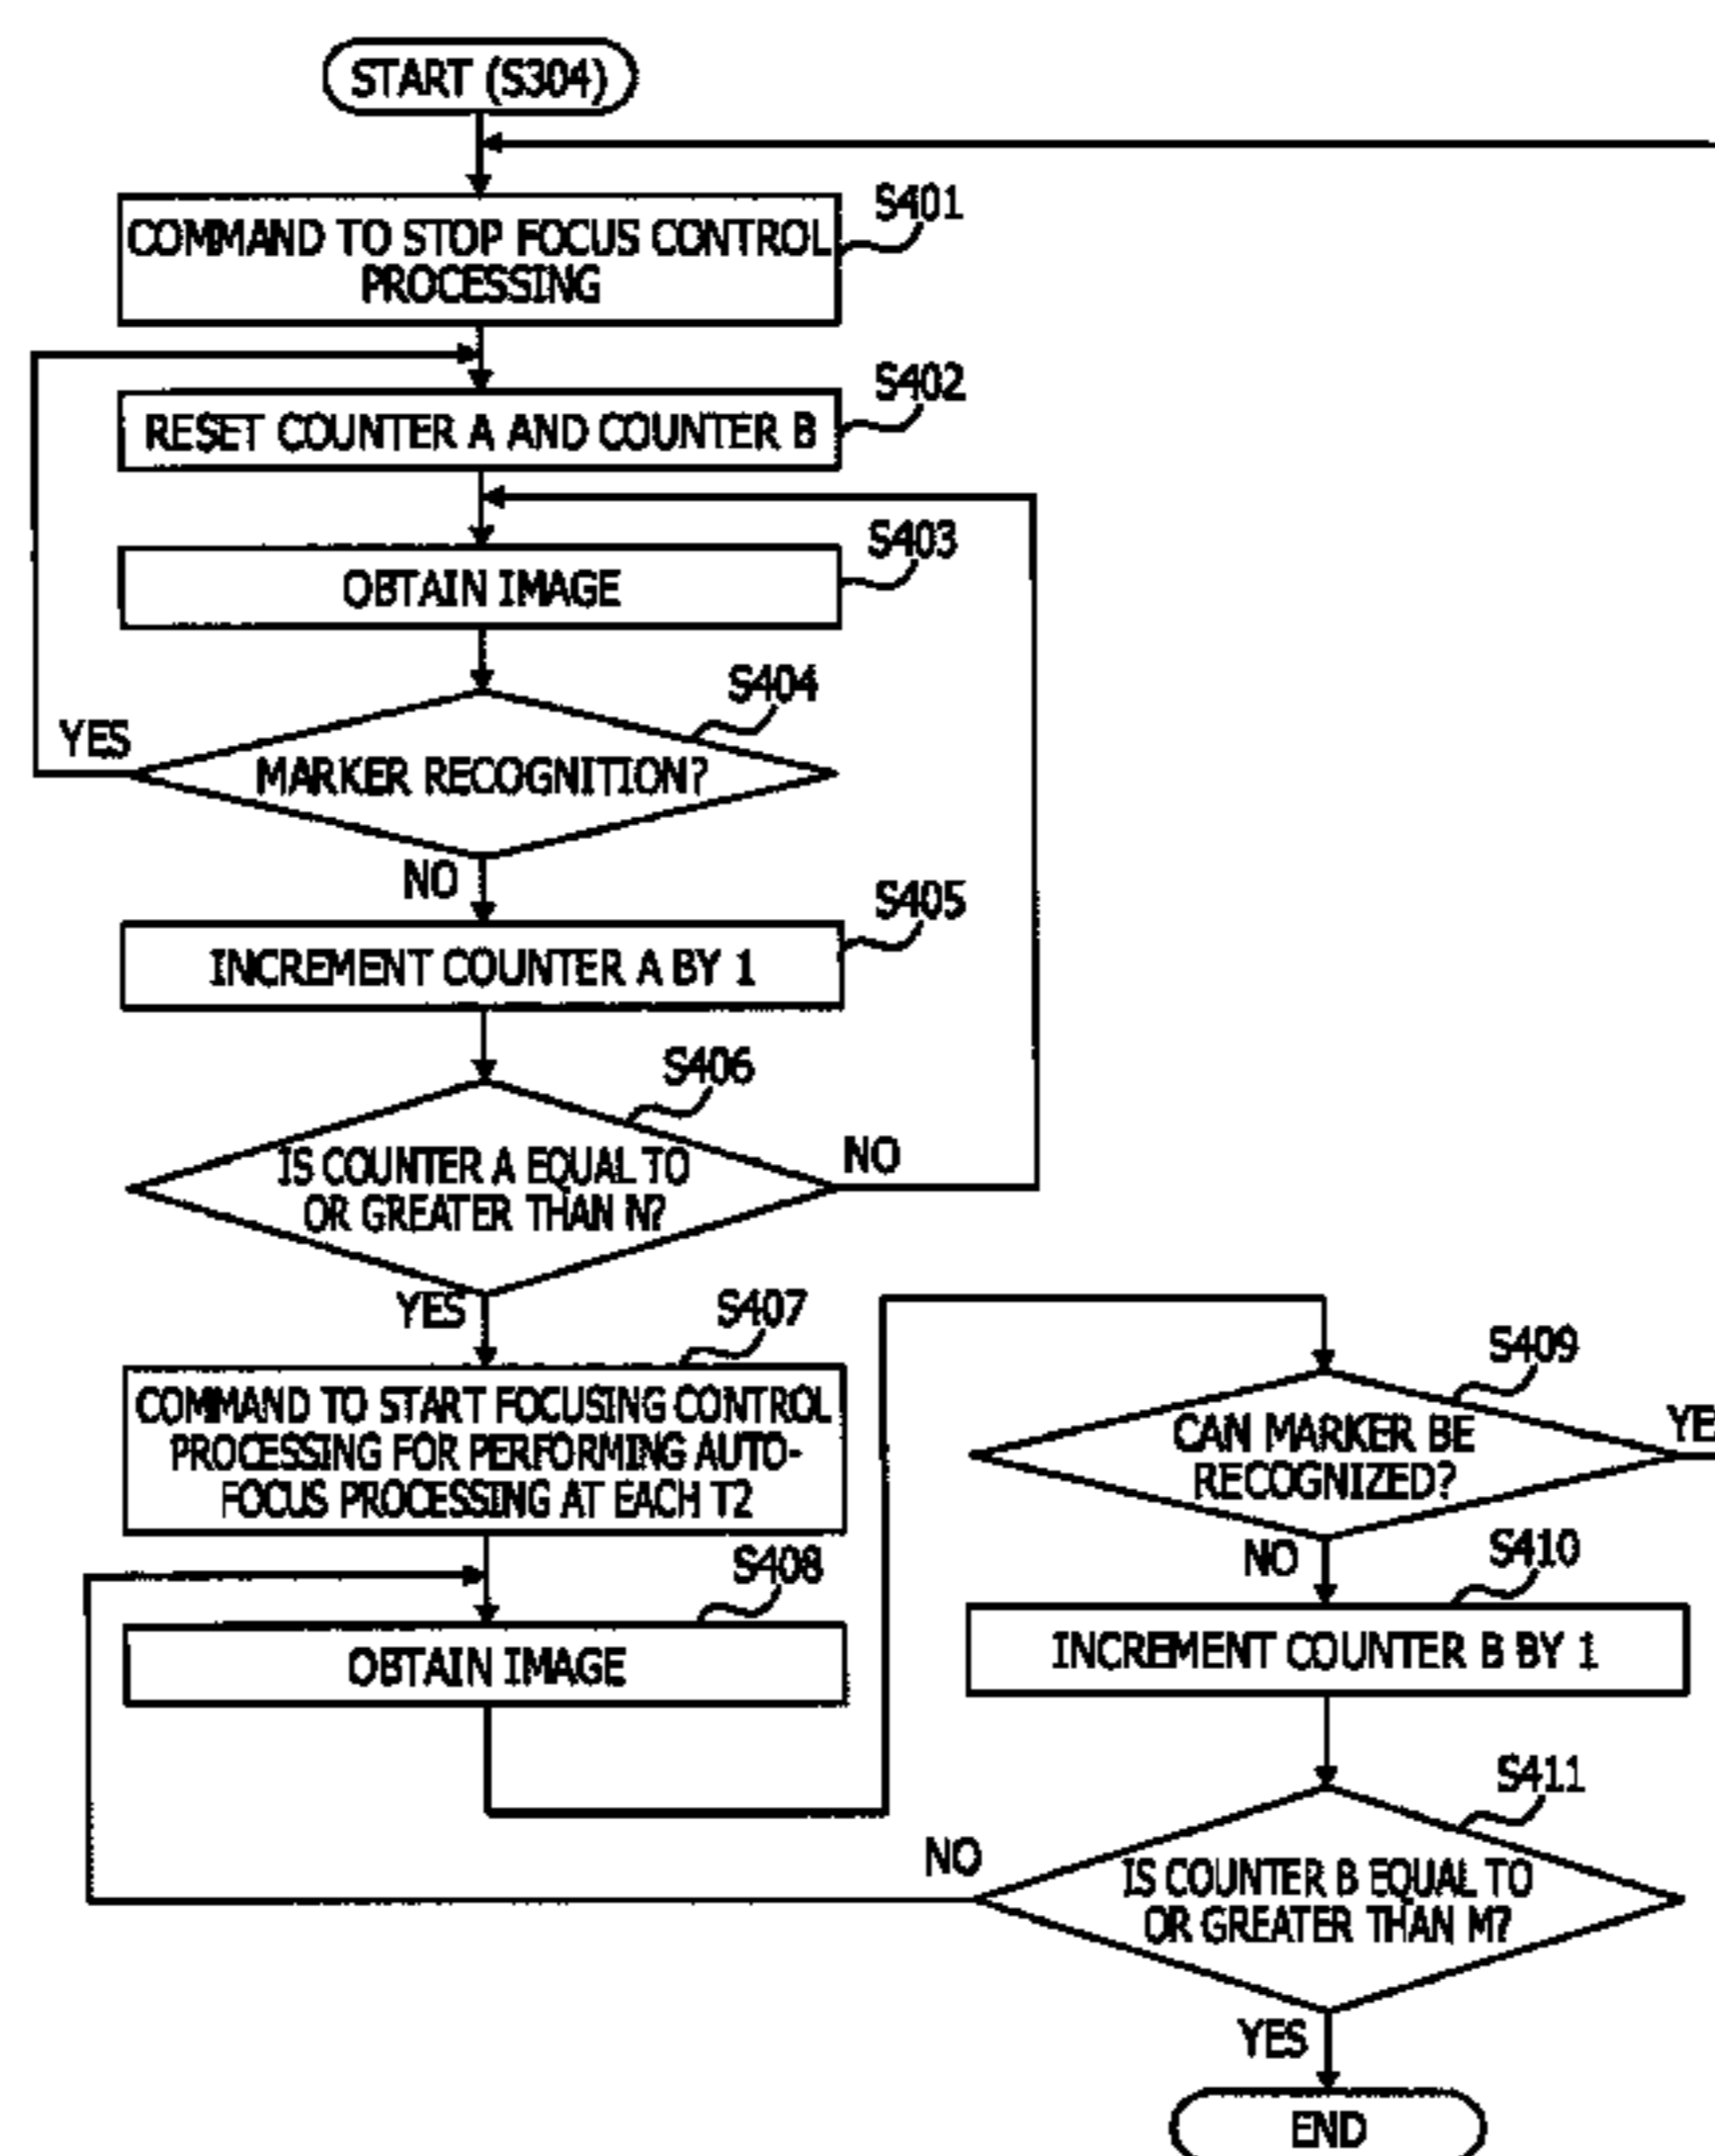 START (S304)
S401
COMMAND TO STOP FOCUS CONTROL
PROCESSING
S402
RESET COUNTER A AND COUNTER B
S403
OBTAIN IMAGE
S404
YES
MARKER RECOGNITION?
NO
S405
INCREMENT COUNTER A BY 1
S406
IS COUNTER A EQUAL TO
OR GREATER THAN N?
NO
YES
S407
COMMAND TO START FOCUSING CONTROL
PROCESSING FOR PERFORMING AUTO-
FOCUS PROCESSING AT EACH T2
S408
OBTAIN IMAGE
S409
CAN MARKER BE
RECOGNIZED?
YE
NO
S410
INCREMENT COUNTER B BY 1
S411
NO
IS COUNTER B EQUAL TO
OR GREATER THAN M?
YES
END